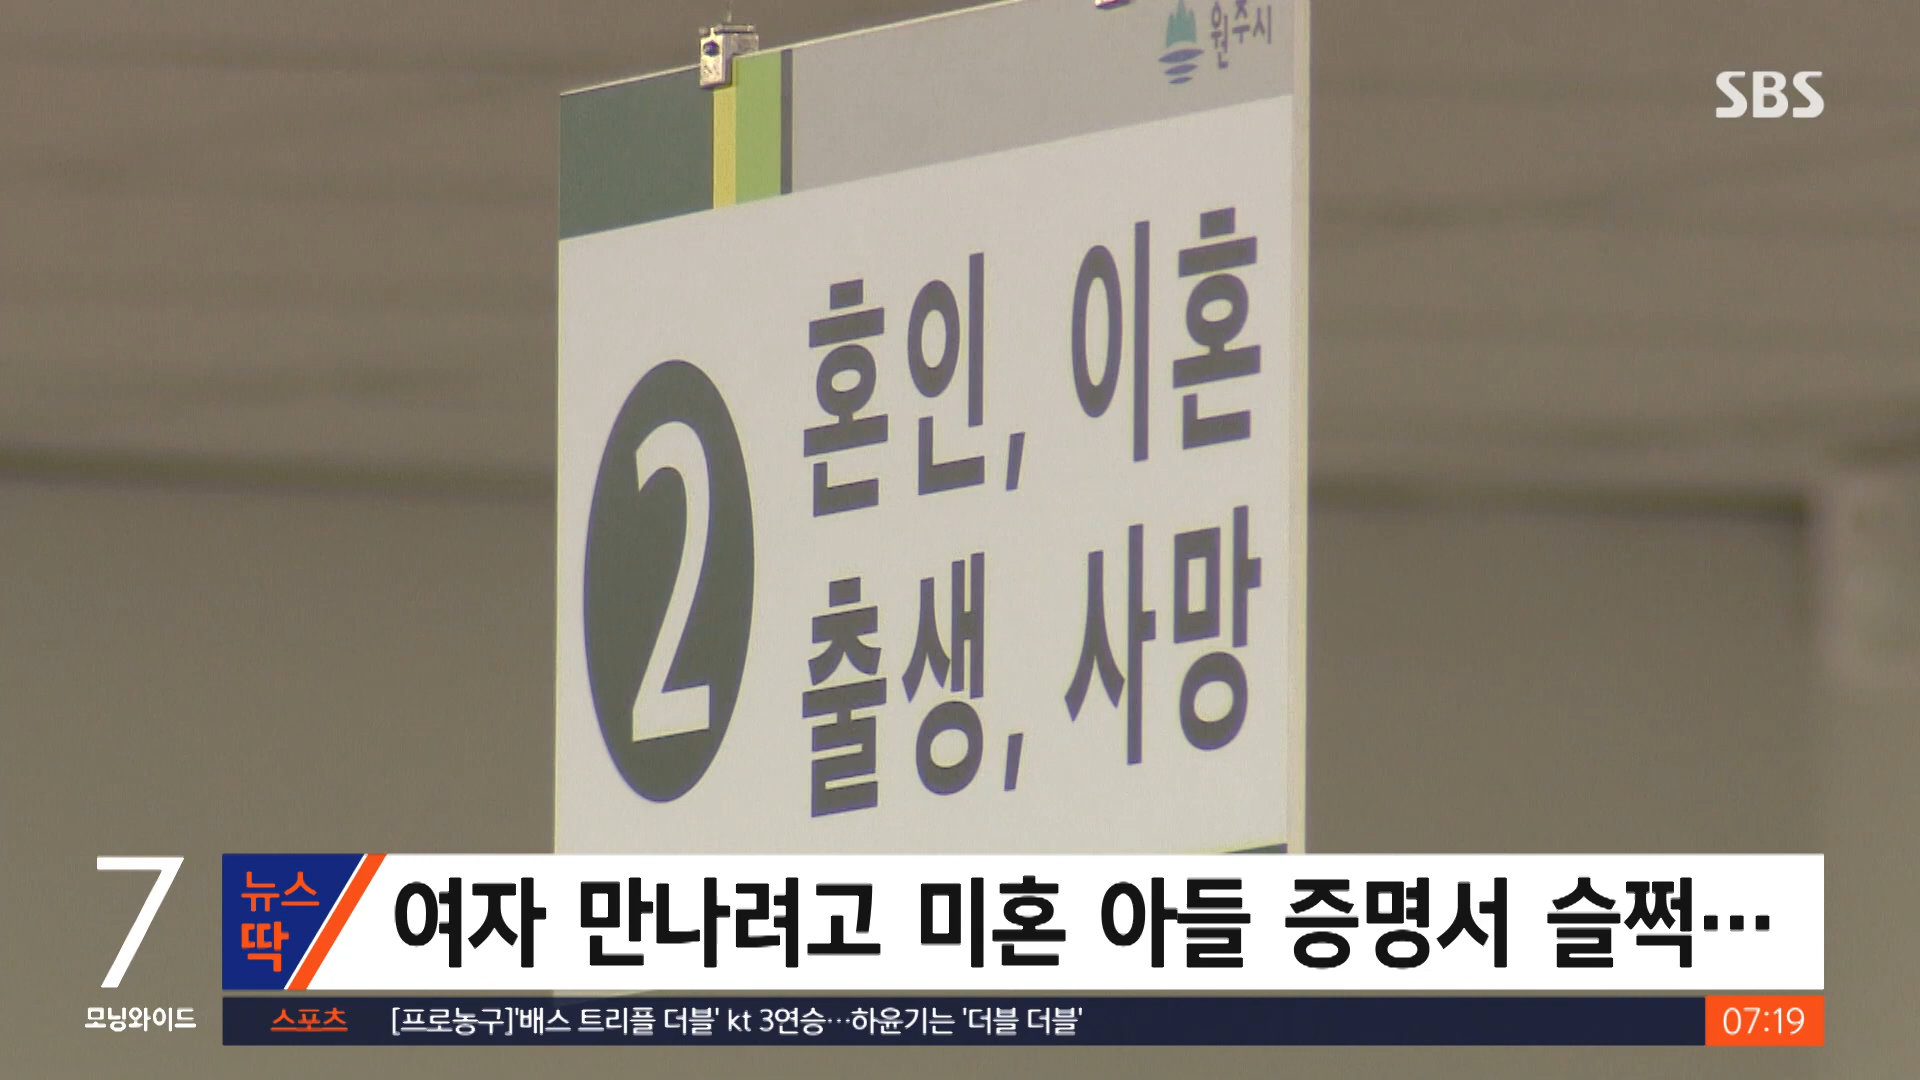 원주시
SBS
2
혼인, 이혼
출생, 사망
7
모닝와이드
뉴스
딱
여자 만나려고 미혼 아들 증명서 슬쩍…
스포츠
[프로농구]'배스 트리플 더블' kt 3연승…하윤기는 '더블 더블'
07:19